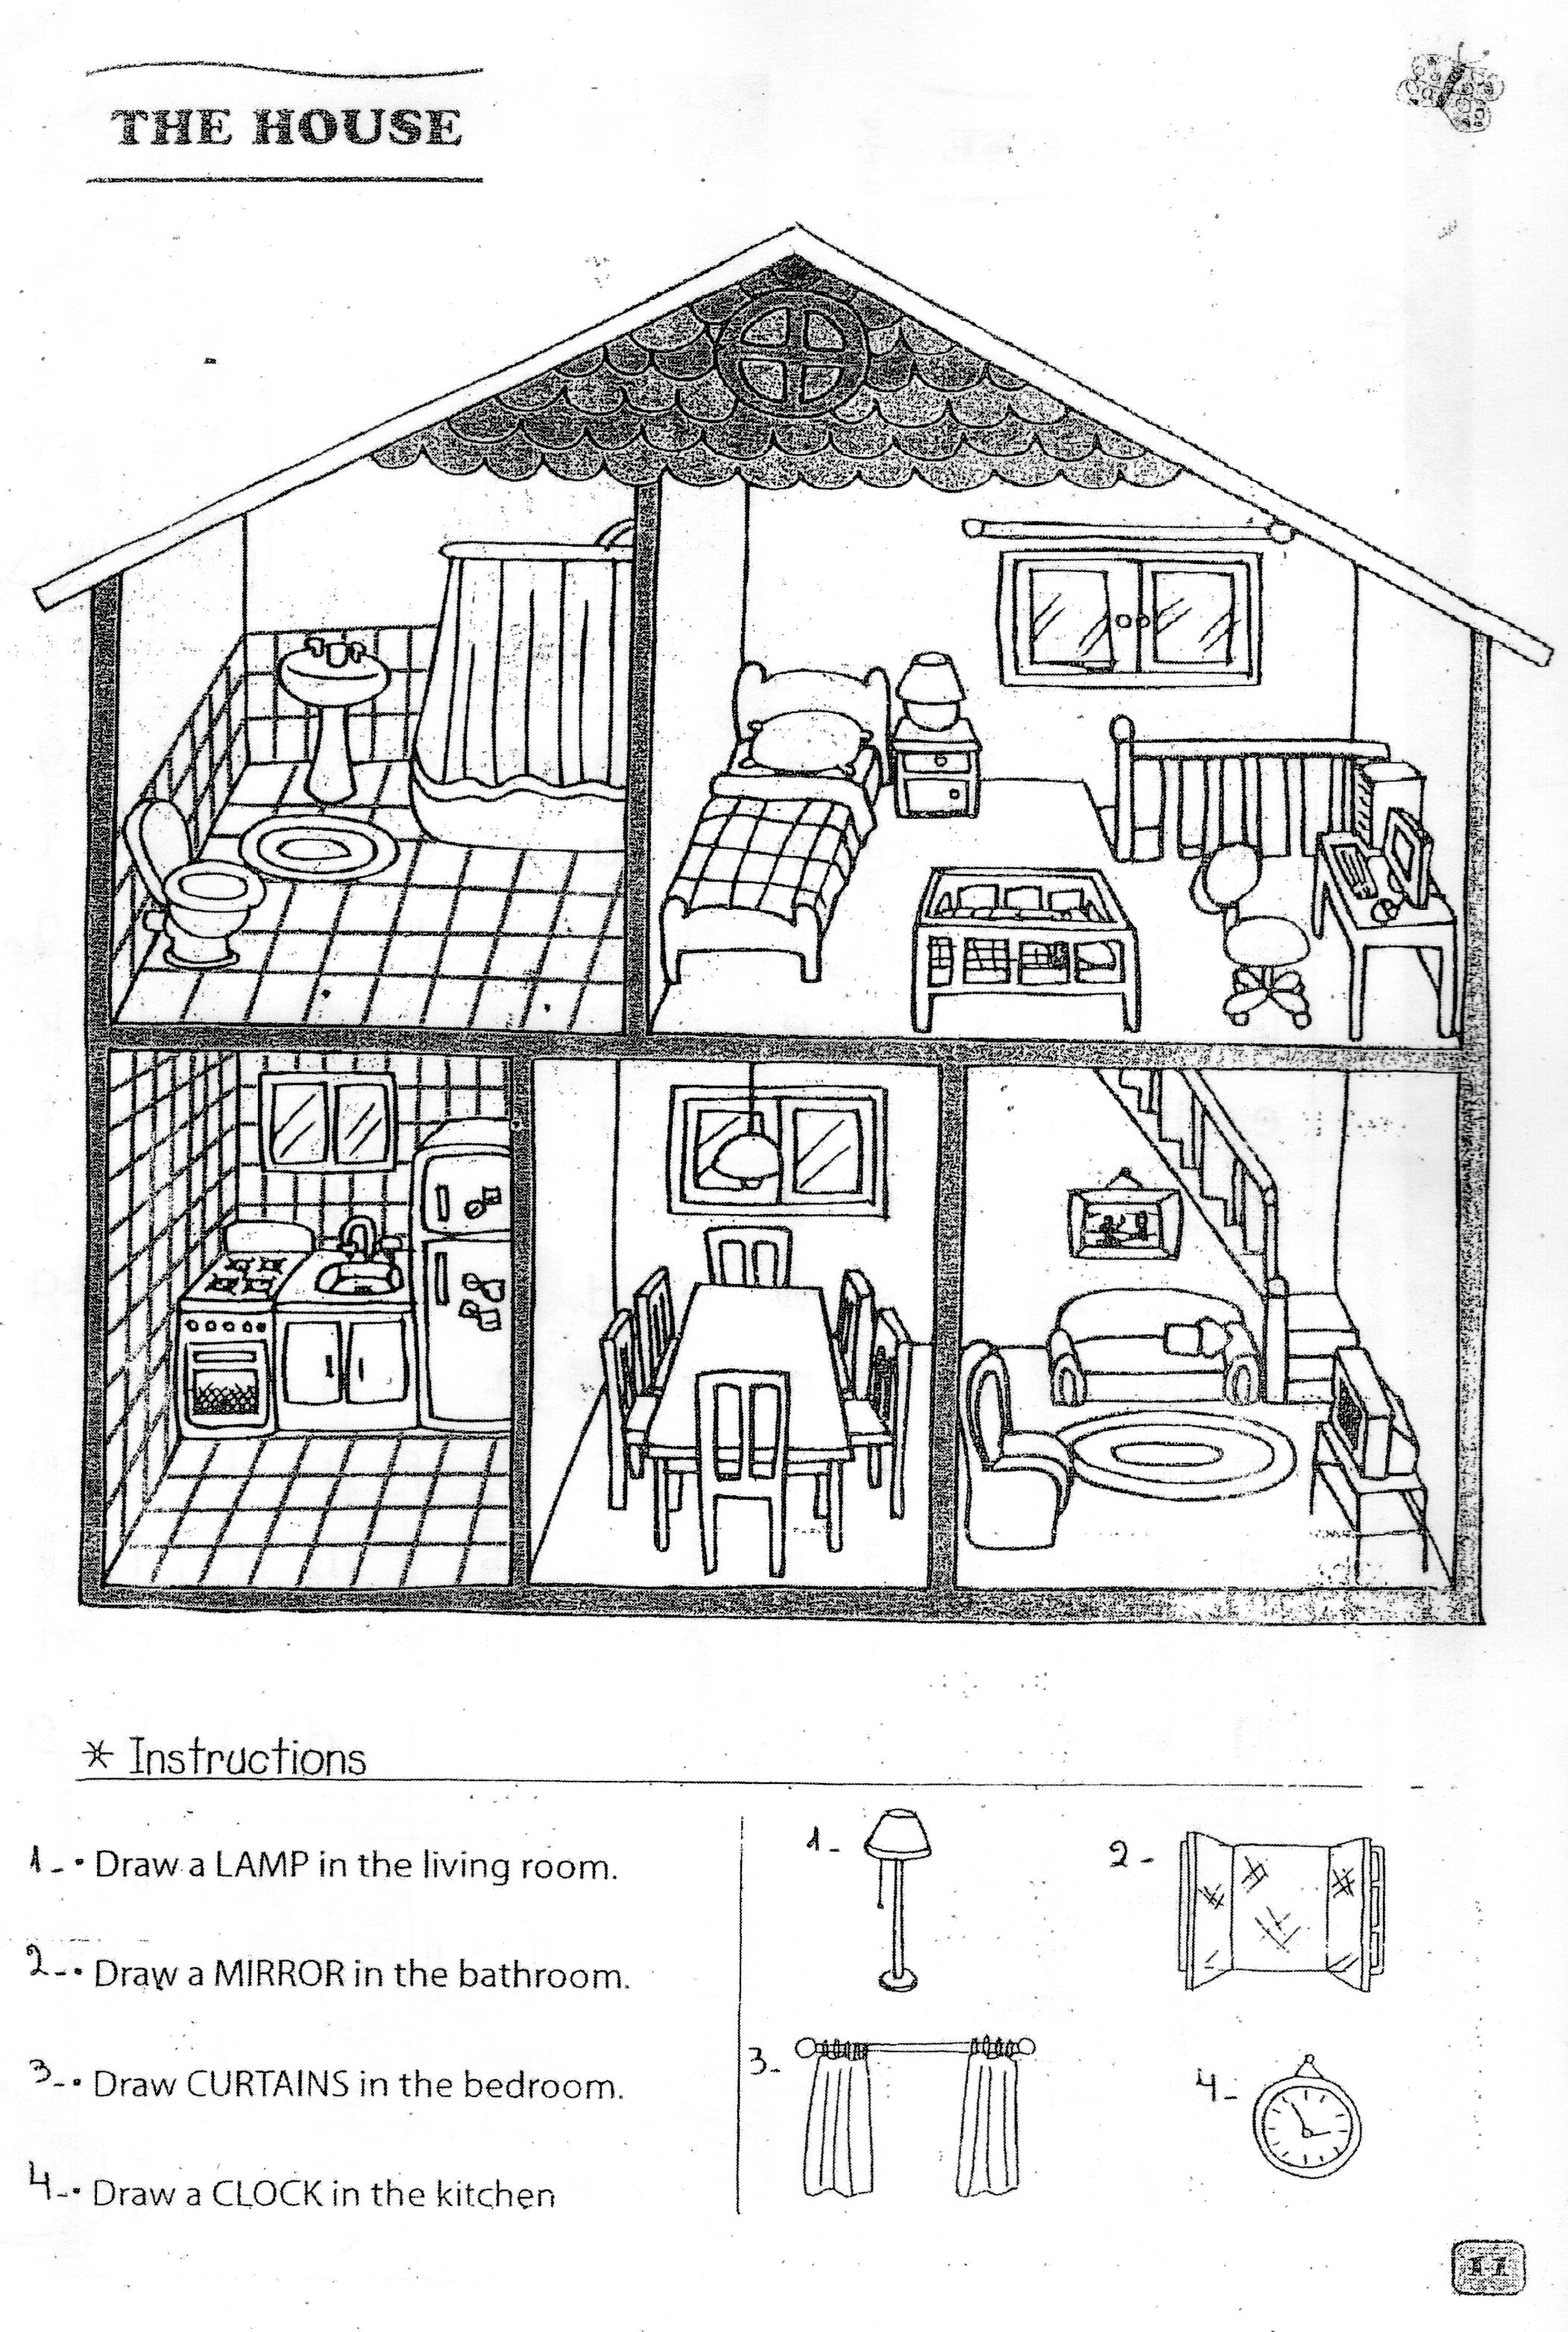 THE HOUSE
* Instructions
1-• Draw a LAMP in the living room.
2-• Draw a MIRROR in the bathroom.
3-• Draw CURTAINS in the bedroom.
4-• Draw a CLOCK in the kitchen
1-
2-
3-
4-
11